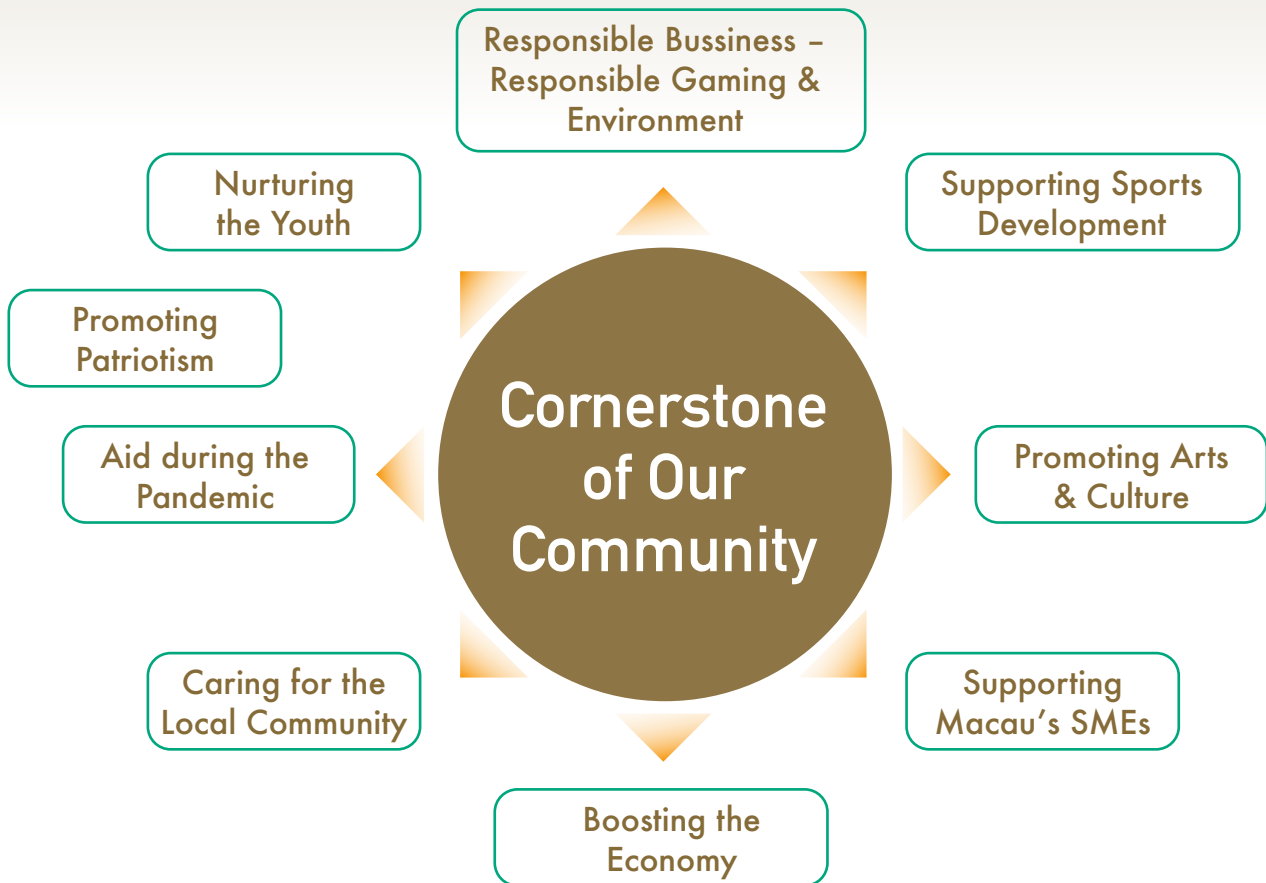 Responsible Bussiness –
Responsible Gaming &
Environment
Nurturing
the Youth
Supporting Sports
Development
Promoting
Patriotism
Cornerstone
of Our
Community
Aid during the
Pandemic
Promoting Arts
& Culture
Caring for the
Local Community
Supporting
Macau’s SMEs
Boosting the
Economy